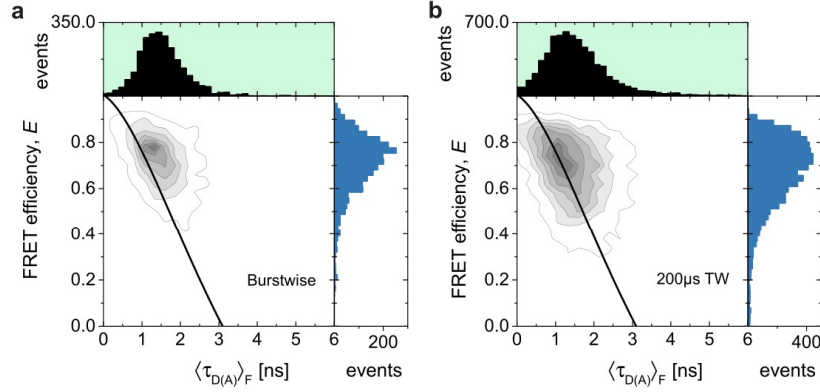 a
350.0
events
0.8
0.6
0.4
0.2
0.0
FRET efficiency, E
Burstwise
0 1 2 3 4 5 6
200
⟨τD(A)⟩F [ns]
events
b
700.0
events
0.8
0.6
0.4
0.2
0.0
FRET efficiency, E
200µs TW
0 1 2 3 4 5 6
400
⟨τD(A)⟩F [ns]
events